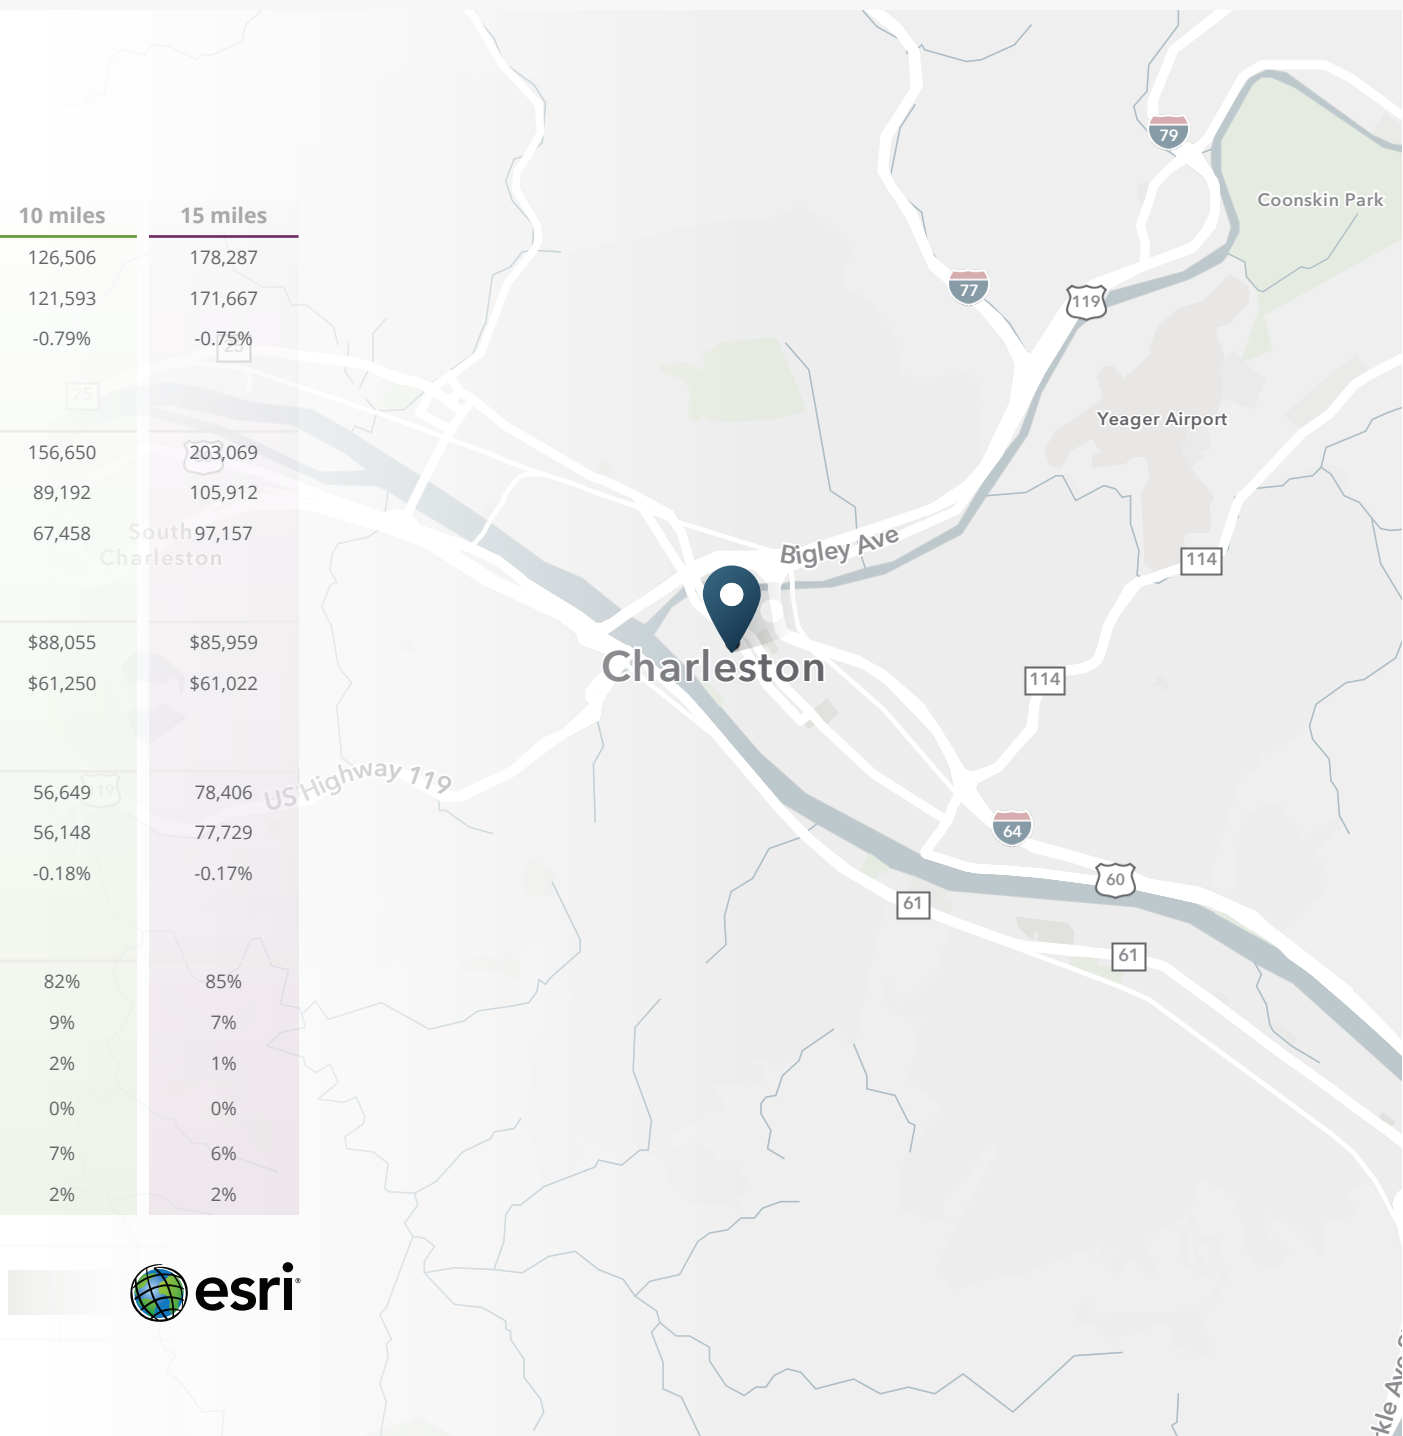 10 miles 15 miles
126,506 178,287
121,593 171,667
-0.79% -0.75%
156,650 203,069
89,192 105,912
67,458 97,157
$88,055 $85,959
$61,250 $61,022
56,649 78,406
56,148 77,729
-0.18% -0.17%
82% 85%
9% 7%
2% 1%
0% 0%
7% 6%
2% 2%
esri
79
Coonskin Park
77
119
25
25
Yeager Airport
South
Charleston
Bigley Ave
114
Charleston
114
US Highway 119
119
64
60
61
61
Ave